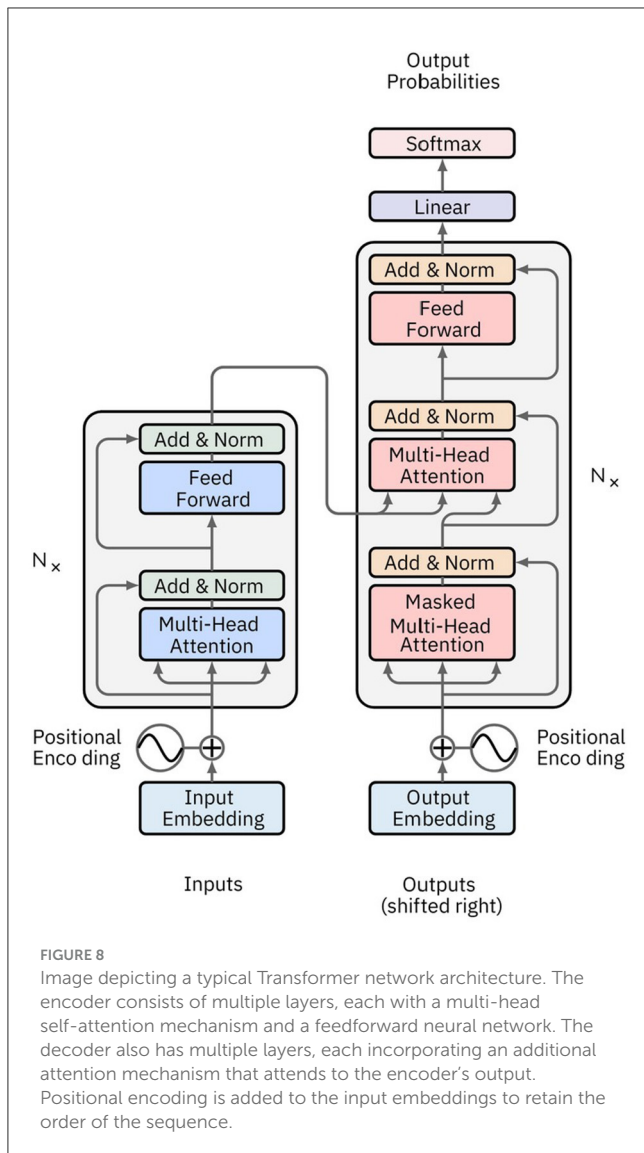 Output
Probabilities
Softmax
Linear
Add & Norm
Feed
Forward
Add & Norm
Multi-Head
Attention
N x
Add & Norm
Masked
Multi-Head
Attention
Add & Norm
Feed
Forward
N x
Add & Norm
Multi-Head
Attention
Positional
Enco ding
Positional
Enco ding
Input
Embedding
Output
Embedding
Inputs
Outputs
(shifted right)
FIGURE 8
Image depicting a typical Transformer network architecture. The
encoder consists of multiple layers, each with a multi-head
self-attention mechanism and a feedforward neural network. The
decoder also has multiple layers, each incorporating an additional
attention mechanism that attends to the encoder’s output.
Positional encoding is added to the input embeddings to retain the
order of the sequence.